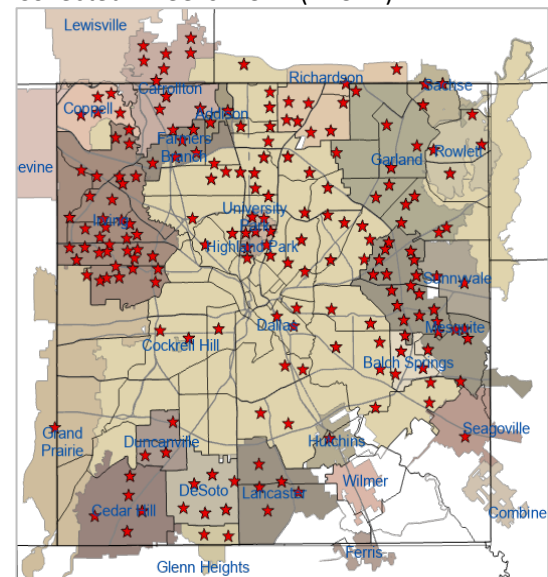 Lewisville
Richardson
Carrollton
Sachse
Coppell
Addison
Farmers
Branch
Garland
Rowlett
evine
University
Park
Irving
Highland Park
Sunnyvale
Dallas
Mesquite
Cockrell Hill
Balch Springs
Grand
Prairie
Seagoville
Duncanville
Hutchins
Wilmer
DeSoto
Lancaster
Cedar Hill
Combine
Ferris
Glenn Heights